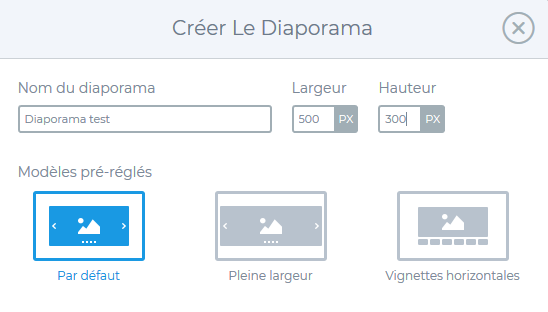 Créer Le Diaporama
Nom du diaporama Largeur Hauteur
Diaporama test 500 PX 300 PX
Modèles pré-réglés
Par défaut Pleine largeur Vignettes horizontales